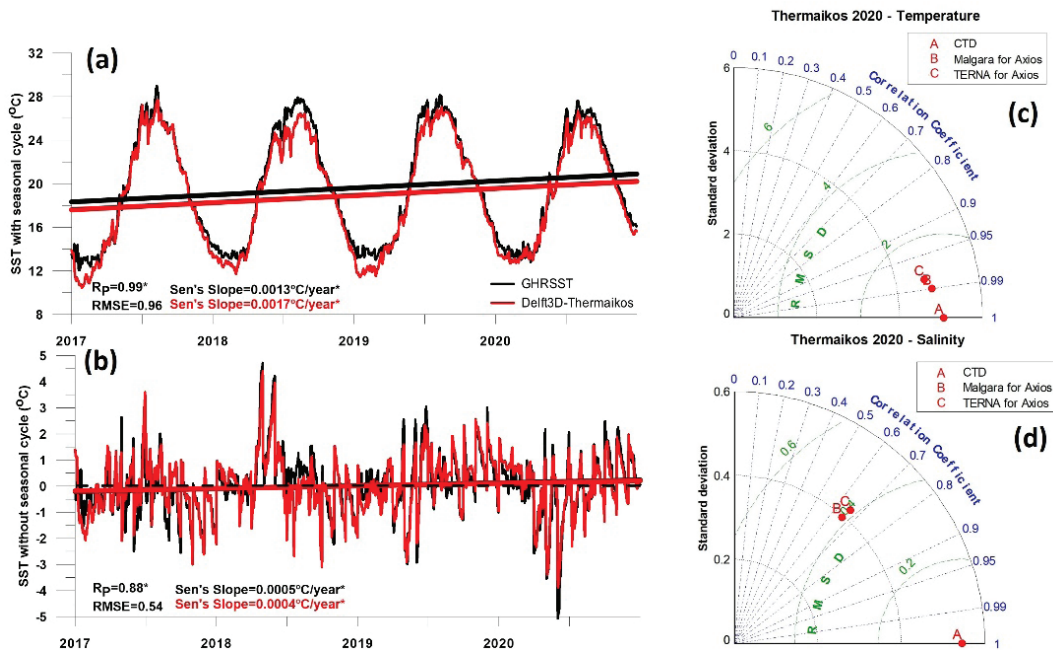 (a)
SST with seasonal cycle (°C)
32
28
24
20
16
12
8
R_P=0.99*
RMSE=0.96
Sen's Slope=0.0013°C/year*
Sen's Slope=0.0017°C/year*
GHRSST
Delft3D-Thermaikos
2017
2018
2019
2020
(b)
SST without seasonal cycle (°C)
5
4
3
2
1
0
-1
-2
-3
-4
-5
R_P=0.88*
RMSE=0.54
Sen's Slope=0.0005°C/year*
Sen's Slope=0.0004°C/year*
2017
2018
2019
2020
Thermaikos 2020 - Temperature
A CTD
B Malgara for Axios
C TERNA for Axios
(c)
Standard deviation
6
4
2
0
0
0.1
0.2
0.3
0.4
0.5
0.6
0.7
0.8
0.9
0.95
0.99
1
Correlation Coefficient
6
4
2
RMSD
C
B
A
Thermaikos 2020 - Salinity
A CTD
B Malgara for Axios
C TERNA for Axios
(d)
Standard deviation
0.6
0.6
0.2
0
0
0.1
0.2
0.3
0.4
0.5
0.6
0.7
0.8
0.9
0.95
0.99
1
Correlation Coefficient
0.6
0.2
RMSD
B
C
A